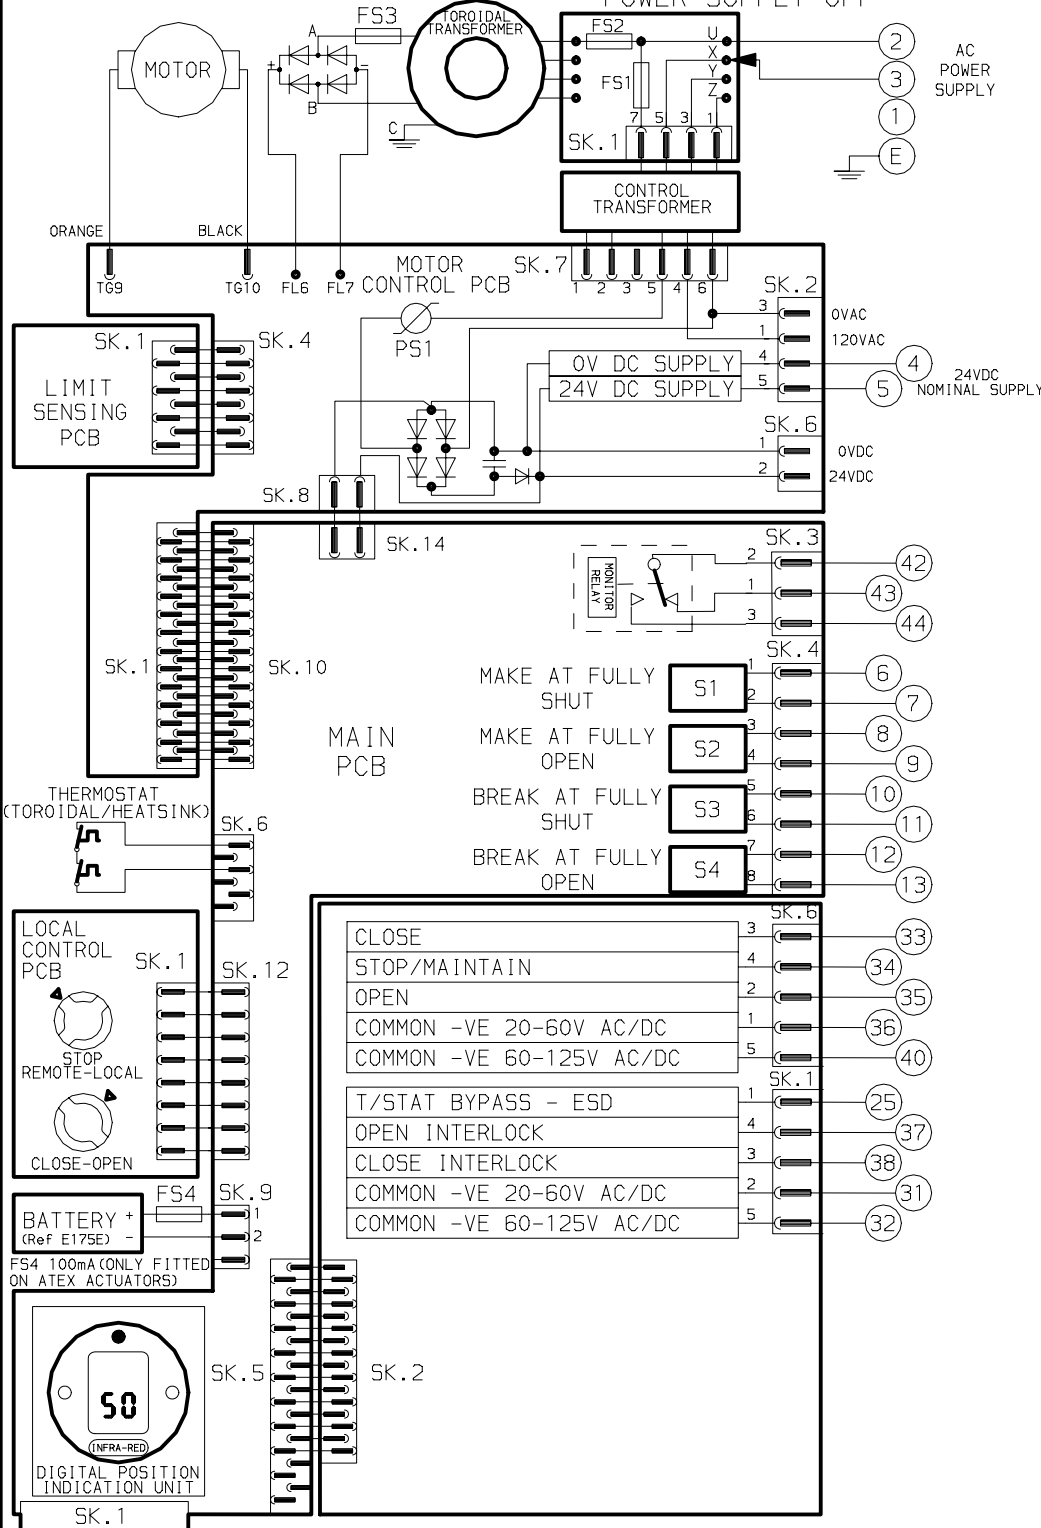 FS3
TOROIDAL
TRANSFORMER
FS2
MOTOR
A
+
-
B
C
FS1
U
X
Y
Z
7 5 3 1
SK.1
2
3
1
E
AC
POWER
SUPPLY
CONTROL
TRANSFORMER
ORANGE
BLACK
TG9
TG10
FL6
FL7
MOTOR
CONTROL PCB
SK.7
1 2 3 5 4 6
PS1
SK.2
3
0VAC
1
120VAC
0V DC SUPPLY
4
4
24V DC SUPPLY
5
5
24VDC
NOMINAL SUPPLY
SK.6
1
0VDC
2
24VDC
SK.1
SK.4
LIMIT
SENSING
PCB
SK.8
SK.14
SK.1
SK.10
MAIN
PCB
MONITOR
RELAY
SK.3
2
42
1
43
3
44
SK.4
MAKE AT FULLY
SHUT
S1
1
6
2
7
MAKE AT FULLY
OPEN
S2
3
8
4
9
BREAK AT FULLY
SHUT
S3
5
10
6
11
BREAK AT FULLY
OPEN
S4
7
12
8
13
THERMOSTAT
(TOROIDAL/HEATSINK)
SK.6
LOCAL
CONTROL
PCB
SK.1
SK.12
STOP
REMOTE-LOCAL
CLOSE-OPEN
SK.6
CLOSE
3
33
STOP/MAINTAIN
4
34
OPEN
2
35
COMMON -VE 20-60V AC/DC
1
36
COMMON -VE 60-125V AC/DC
5
40
SK.1
T/STAT BYPASS - ESD
1
25
OPEN INTERLOCK
4
37
CLOSE INTERLOCK
3
38
COMMON -VE 20-60V AC/DC
2
31
COMMON -VE 60-125V AC/DC
5
32
FS4
SK.9
BATTERY +
(Ref E175E) -
1
2
FS4 100mA(ONLY FITTED
ON ATEX ACTUATORS)
SK.5
SK.2
50
INFRA-RED
DIGITAL POSITION
INDICATION UNIT
SK.1